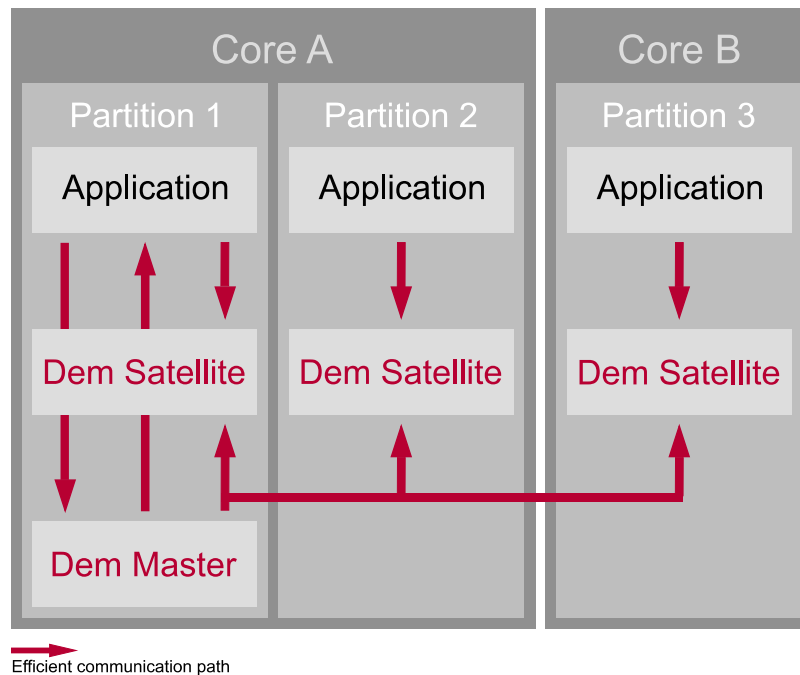 Core A
Core B
Partition 1
Partition 2
Partition 3
Application
Application
Application
Dem Satellite
Dem Satellite
Dem Satellite
Dem Master
Efficient communication path